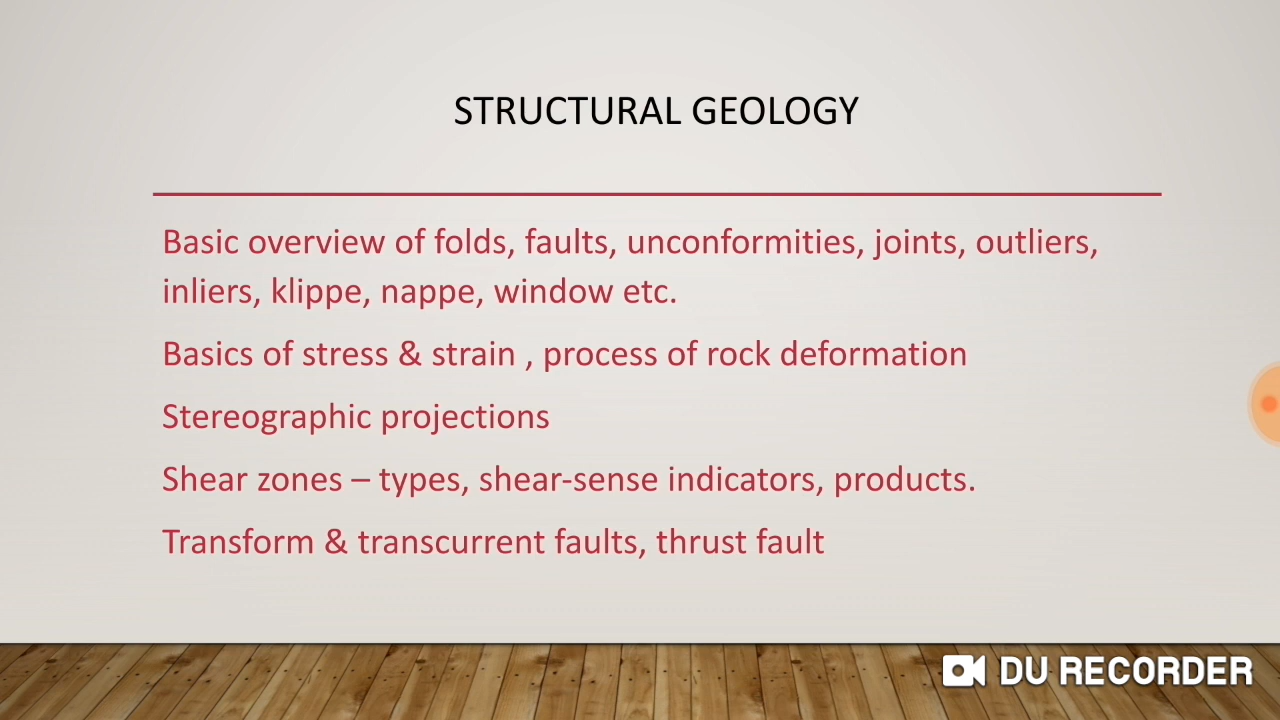 STRUCTURAL GEOLOGY
Basic overview of folds, faults, unconformities, joints, outliers,
inliers, klippe, nappe, window etc.
Basics of stress & strain , process of rock deformation
Stereographic projections
Shear zones – types, shear-sense indicators, products.
Transform & transcurrent faults, thrust fault
DU RECORDER